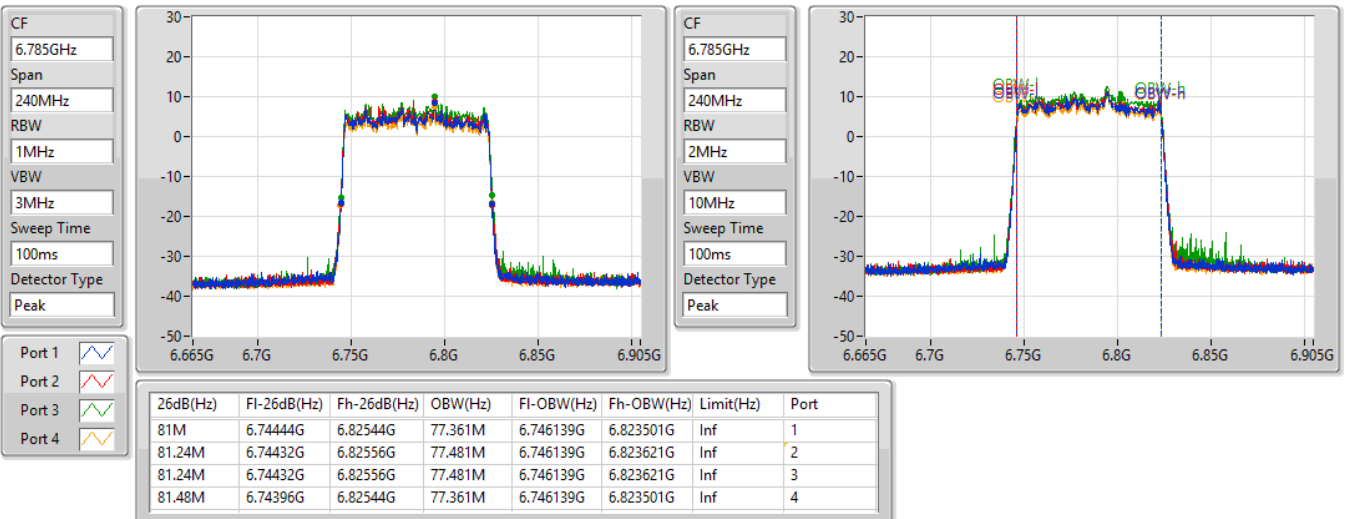 CF
6.785GHz
Span
240MHz
RBW
1MHz
VBW
3MHz
Sweep Time
100ms
Detector Type
Peak
30
20
10
0
-10
-20
-30
-40
-50
6.665G 6.7G 6.75G 6.8G 6.85G 6.905G
CF
6.785GHz
Span
240MHz
RBW
2MHz
VBW
10MHz
Sweep Time
100ms
Detector Type
Peak
30
20
10
0
-10
-20
-30
-40
-50
OBW-l OBW-h
6.665G 6.7G 6.75G 6.8G 6.85G 6.905G
Port 1
Port 2
Port 3
Port 4
26dB(Hz) Fl-26dB(Hz) Fh-26dB(Hz) OBW(Hz) Fl-OBW(Hz) Fh-OBW(Hz) Limit(Hz) Port
81M 6.74444G 6.82544G 77.361M 6.746139G 6.823501G Inf 1
81.24M 6.74432G 6.82556G 77.481M 6.746139G 6.823621G Inf 2
81.24M 6.74432G 6.82556G 77.481M 6.746139G 6.823621G Inf 3
81.48M 6.74396G 6.82544G 77.361M 6.746139G 6.823501G Inf 4